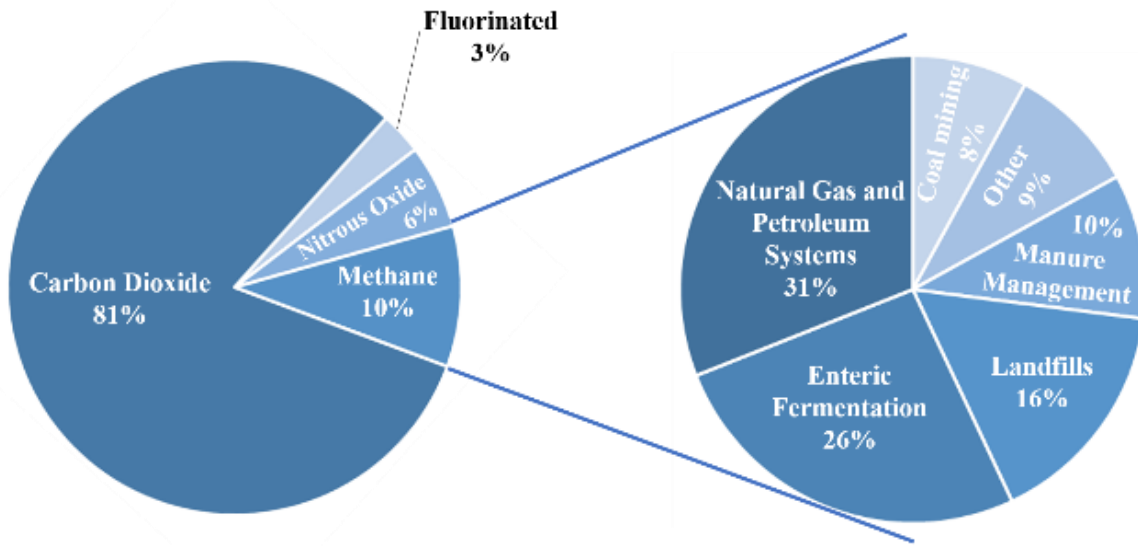 Fluorinated
3%
Nitrous Oxide
6%
Methane
10%
Carbon Dioxide
81%
Coal mining
8%
Other
9%
10%
Manure
Management
Landfills
16%
Enteric
Fermentation
26%
Natural Gas and
Petroleum
Systems
31%